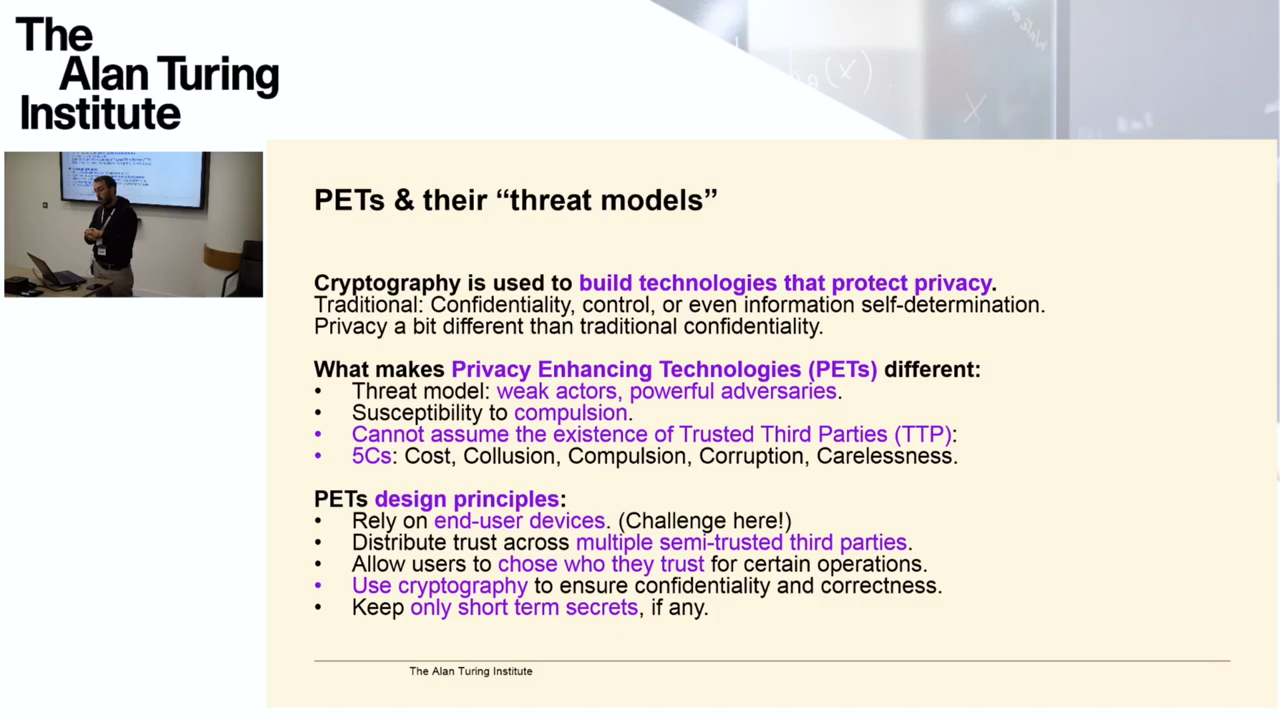 The
Alan Turing
Institute
PETs & their “threat models”
Cryptography is used to build technologies that protect privacy.
Traditional: Confidentiality, control, or even information self-determination.
Privacy a bit different than traditional confidentiality.
What makes Privacy Enhancing Technologies (PETs) different:
• Threat model: weak actors, powerful adversaries.
• Susceptibility to compulsion.
• Cannot assume the existence of Trusted Third Parties (TTP):
• 5Cs: Cost, Collusion, Compulsion, Corruption, Carelessness.
PETs design principles:
• Rely on end-user devices. (Challenge here!)
• Distribute trust across multiple semi-trusted third parties.
• Allow users to chose who they trust for certain operations.
• Use cryptography to ensure confidentiality and correctness.
• Keep only short term secrets, if any.
The Alan Turing Institute